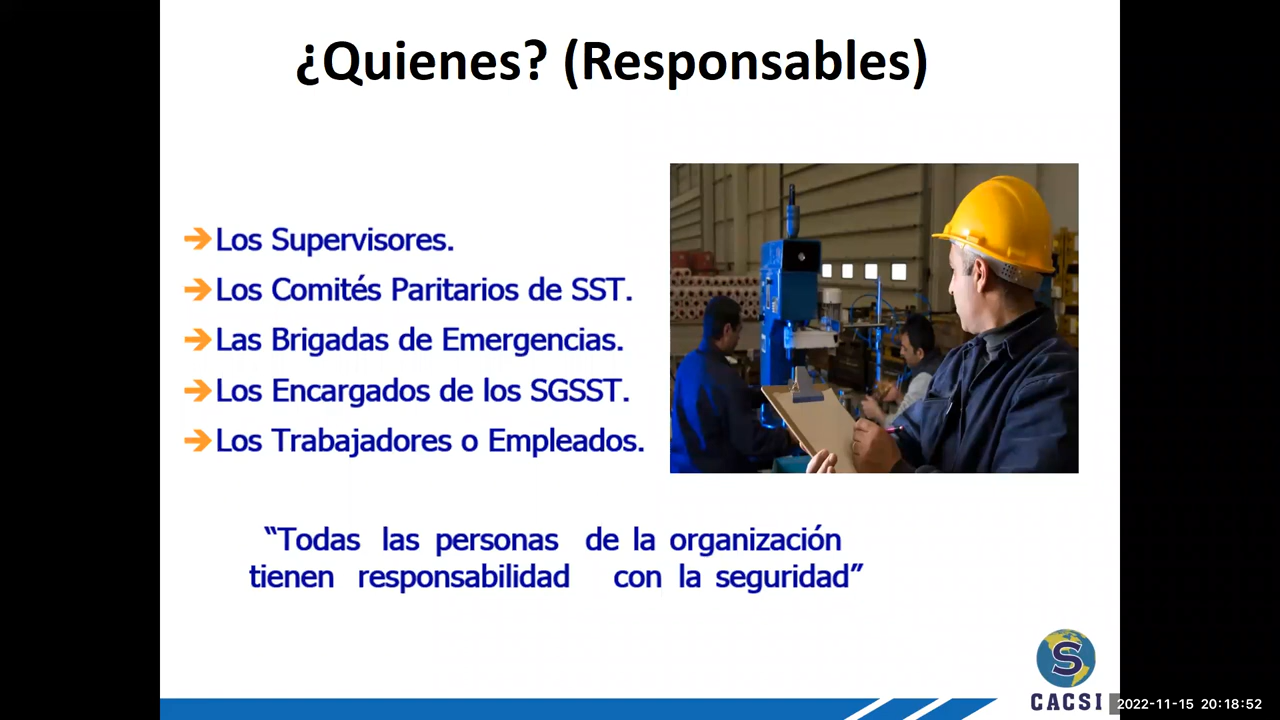 ¿Quienes? (Responsables)
➔Los Supervisores.
➔Los Comités Paritarios de SST.
➔Las Brigadas de Emergencias.
➔Los Encargados de los SGSST.
➔Los Trabajadores o Empleados.
“Todas las personas de la organización
tienen responsabilidad con la seguridad”
S
CACSI
2022-11-15 20:18:52